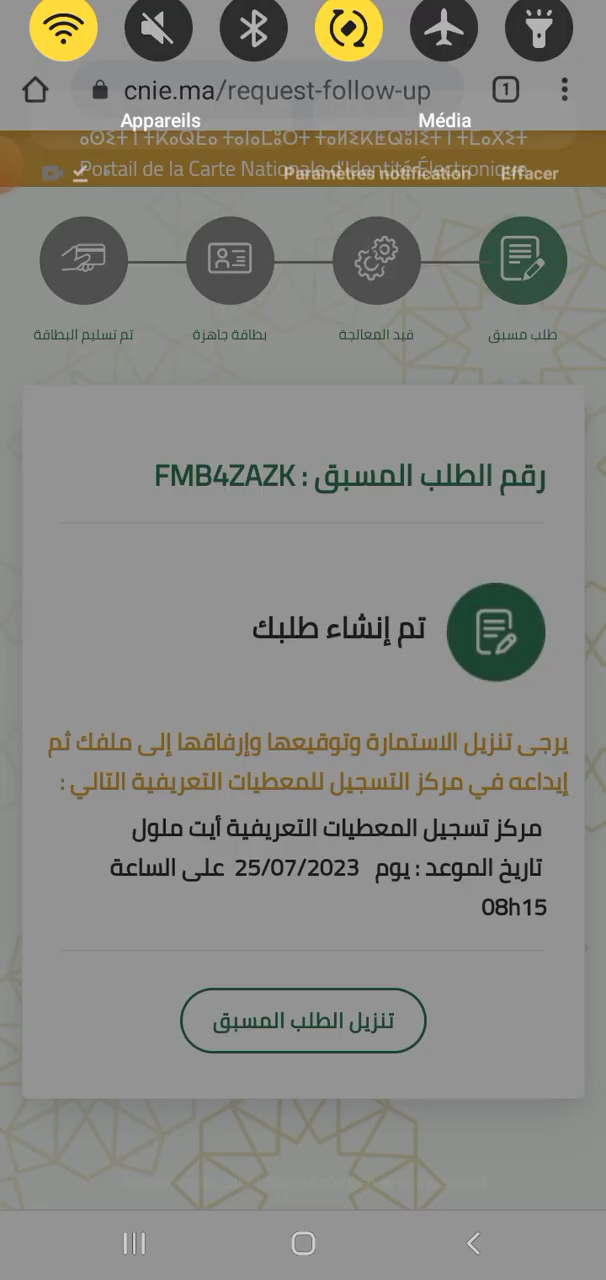 cnie.ma/request-follow-up
1
Appareils
Média
Portail de la Carte Nationale d'Identité Électronique
Paramètres notification
Effacer
طلب مسبق
قيد المعالجة
بطاقة جاهزة
تم تسليم البطاقة
رقم الطلب المسبق : FMB4ZAZK
تم إنشاء طلبك
يرجى تنزيل الاستمارة وتوقيعها وإرفاقها إلى ملفك ثم
إيداعه في مركز التسجيل للمعطيات التعريفية التالي :
مركز تسجيل المعطيات التعريفية أيت ملول
تاريخ الموعد : يوم 25/07/2023 على الساعة
08h15
تنزيل الطلب المسبق